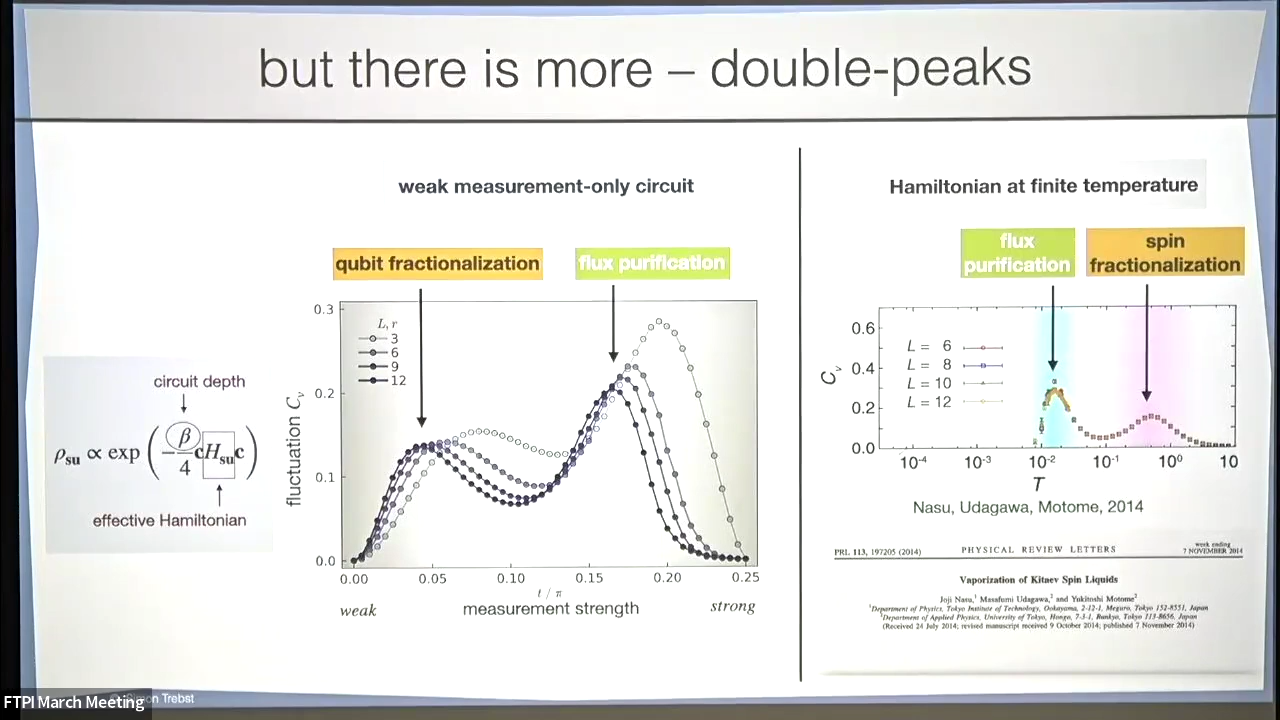 but there is more – double-peaks
weak measurement-only circuit
Hamiltonian at finite temperature
qubit fractionalization
flux purification
flux
purification
spin
fractionalization
circuit depth
ρsu ∝ exp ( − β/4 cHsuc )
effective Hamiltonian
fluctuation Cv
0.3
0.2
0.1
0.0
L, r
3
6
9
12
0.00 0.05 0.10 0.15 0.20 0.25
t / π
weak measurement strength strong
Cv
0.6
0.4
0.2
0.0
L = 6
L = 8
L = 10
L = 12
10⁻⁴ 10⁻³ 10⁻² 10⁻¹ 10⁰ 10
T
Nasu, Udagawa, Motome, 2014
PRL 113, 197205 (2014) PHYSICAL REVIEW LETTERS week ending
7 NOVEMBER 2014
Vaporization of Kitaev Spin Liquids
Joji Nasu,¹ Masafumi Udagawa,² and Yukitoshi Motome²
¹Department of Physics, Tokyo Institute of Technology, Ookayama, 2-12-1, Meguro, Tokyo 152-8551, Japan
²Department of Applied Physics, University of Tokyo, Hongo, 7-3-1, Bunkyo, Tokyo 113-8656, Japan
(Received 24 July 2014; revised manuscript received 9 October 2014; published 7 November 2014)
FTPI March Meeting
Trebst